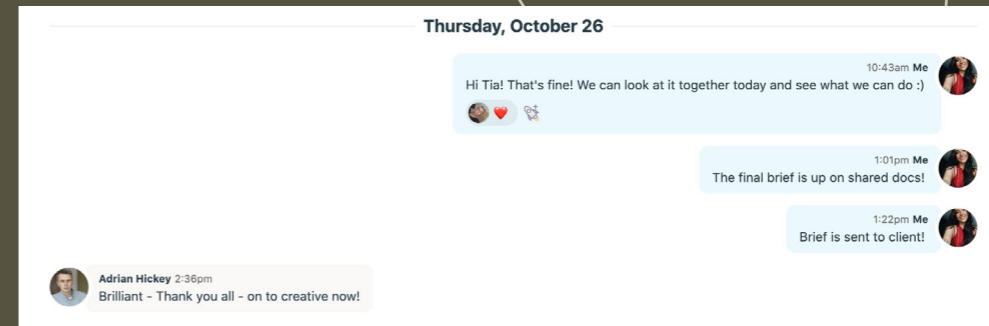 Thursday, October 26
10:43am Me
Hi Tia! That's fine! We can look at it together today and see what we can do :)
1:01pm Me
The final brief is up on shared docs!
1:22pm Me
Brief is sent to client!
Adrian Hickey 2:36pm
Brilliant - Thank you all - on to creative now!